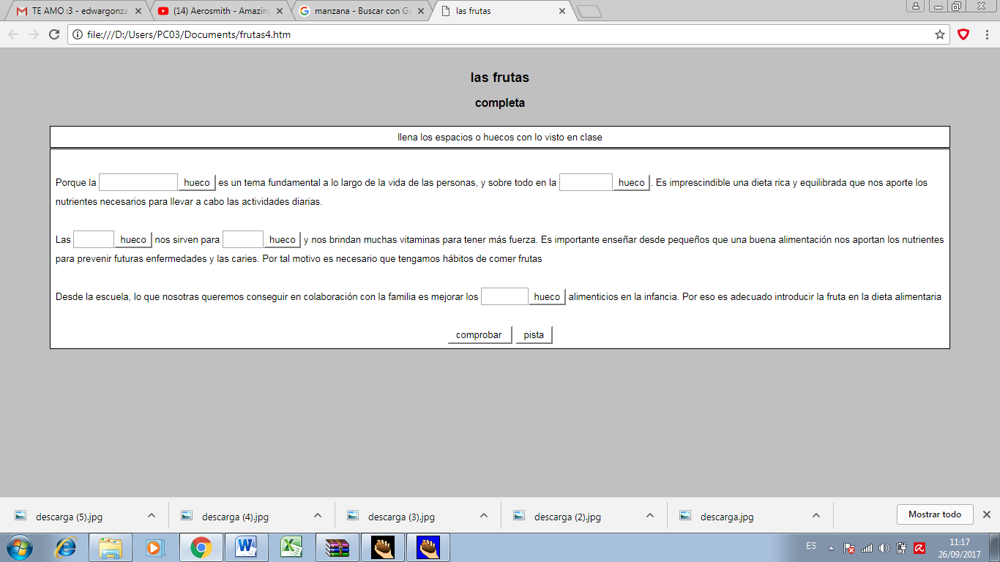 TE AMO :3 - edwargonza
(14) Aerosmith - Amazing
manzana - Buscar con Go
las frutas
file:///D:/Users/PC03/Documents/frutas4.htm
las frutas
completa
llena los espacios o huecos con lo visto en clase
Porque la hueco es un tema fundamental a lo largo de la vida de las personas, y sobre todo en la hueco . Es imprescindible una dieta rica y equilibrada que nos aporte los
nutrientes necesarios para llevar a cabo las actividades diarias.
Las hueco nos sirven para hueco y nos brindan muchas vitaminas para tener más fuerza. Es importante enseñar desde pequeños que una buena alimentación nos aportan los nutrientes
para prevenir futuras enfermedades y las caries. Por tal motivo es necesario que tengamos hábitos de comer frutas
Desde la escuela, lo que nosotras queremos conseguir en colaboración con la familia es mejorar los hueco alimenticios en la infancia. Por eso es adecuado introducir la fruta en la dieta alimentaria
comprobar pista
descarga (5).jpg descarga (4).jpg descarga (3).jpg descarga (2).jpg descarga.jpg Mostrar todo
ES 11:17
26/09/2017